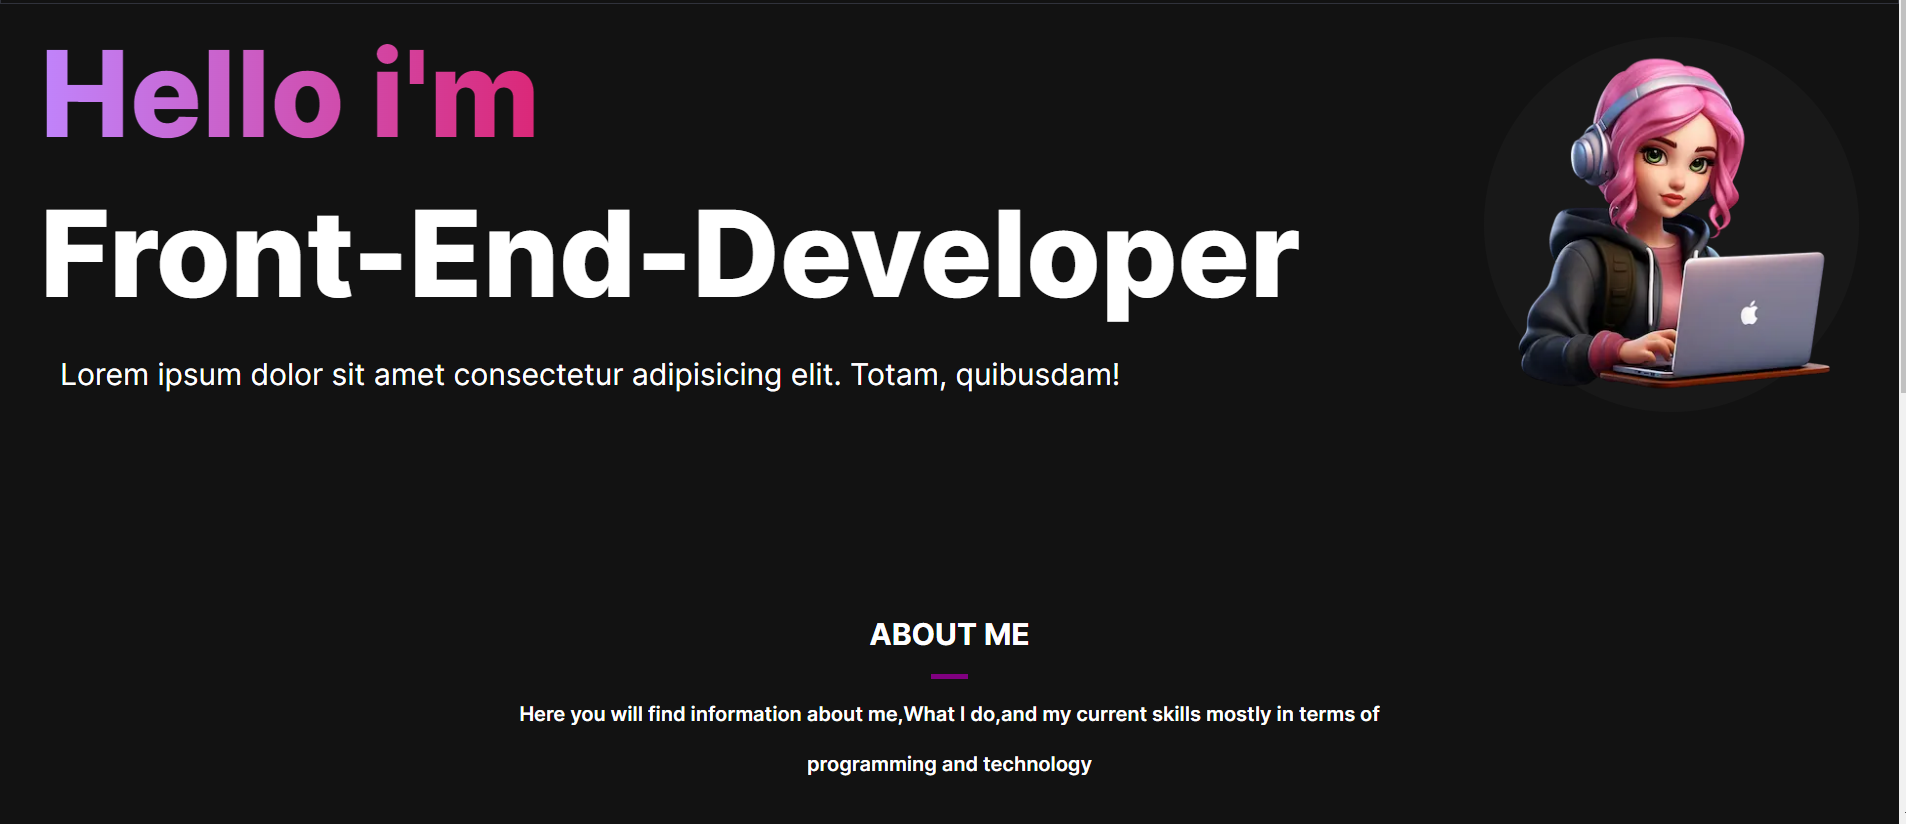 Hello i'm
Front-End-Developer
Lorem ipsum dolor sit amet consectetur adipisicing elit. Totam, quibusdam!
ABOUT ME
Here you will find information about me,What I do,and my current skills mostly in terms of
programming and technology